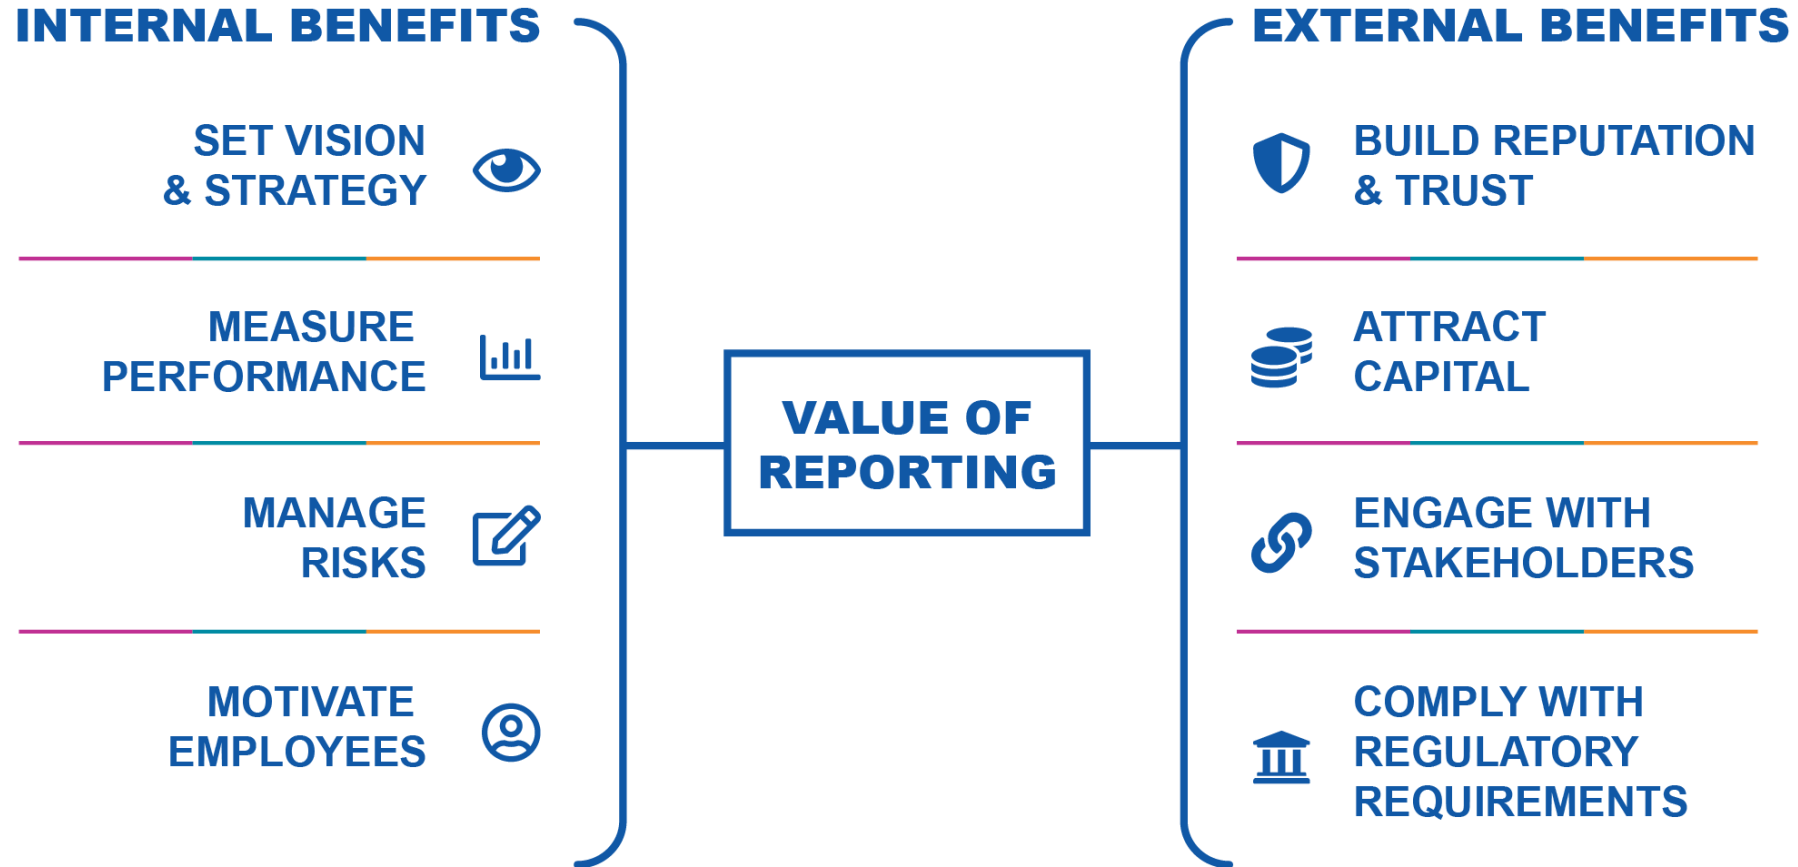 INTERNAL BENEFITS
SET VISION
& STRATEGY
MEASURE
PERFORMANCE
MANAGE
RISKS
MOTIVATE
EMPLOYEES
VALUE OF
REPORTING
EXTERNAL BENEFITS
BUILD REPUTATION
& TRUST
ATTRACT
CAPITAL
ENGAGE WITH
STAKEHOLDERS
COMPLY WITH
REGULATORY
REQUIREMENTS